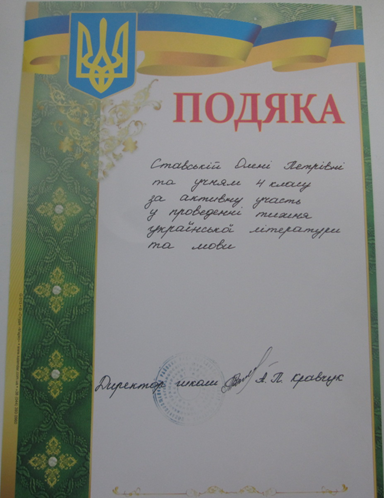 ПОДЯКА
Ставській Олені Петрівні
та учням 4 класу
за активну участь
у проведенні тижня
української літератури
та мови
Директор школи А. П. Кравчук